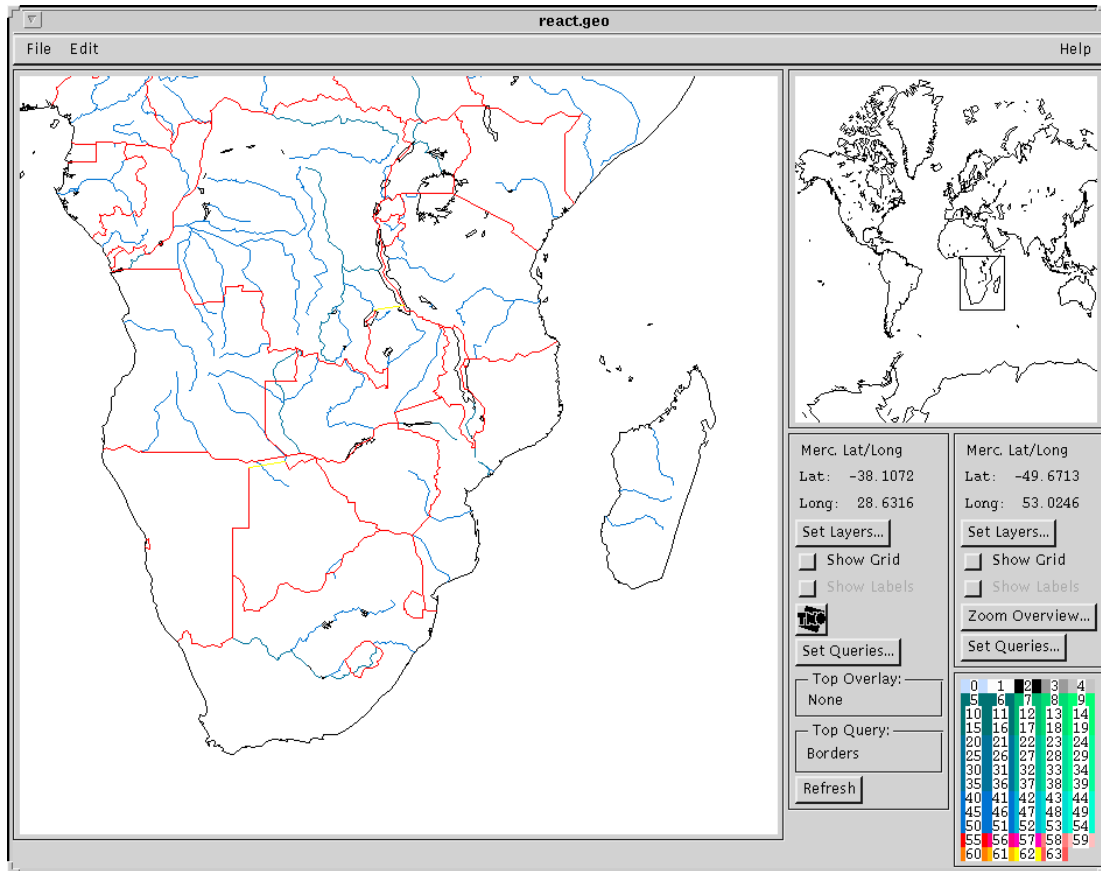 react.geo
File Edit Help
Merc. Lat/Long
Lat: -38.1072
Long: 28.6316
Set Layers...
Show Grid
Show Labels
TNO
Set Queries...
Top Overlay:
None
Top Query:
Borders
Refresh
Merc. Lat/Long
Lat: -49.6713
Long: 53.0246
Set Layers...
Show Grid
Show Labels
Zoom Overview...
Set Queries...
0 1 2 3 4
5 6 7 8 9
10 11 12 13 14
15 16 17 18 19
20 21 22 23 24
25 26 27 28 29
30 31 32 33 34
35 36 37 38 39
40 41 42 43 44
45 46 47 48 49
50 51 52 53 54
55 56 57 58 59
60 61 62 63